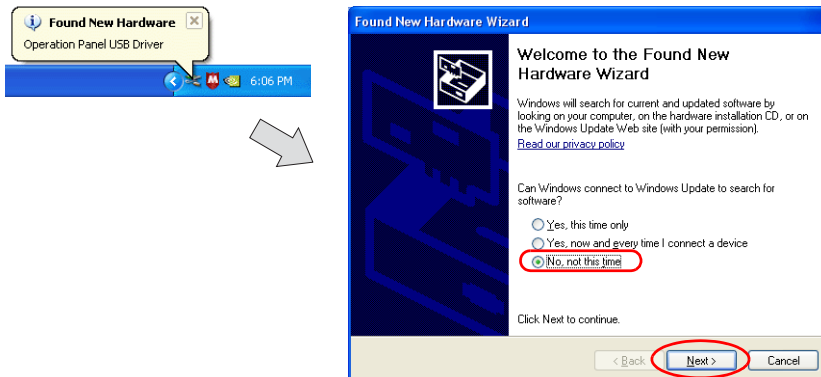 Found New Hardware
Operation Panel USB Driver
6:06 PM
Found New Hardware Wizard
Welcome to the Found New
Hardware Wizard
Windows will search for current and updated software by
looking on your computer, on the hardware installation CD, or on
the Windows Update Web site (with your permission).
Read our privacy policy
Can Windows connect to Windows Update to search for
software?
Yes, this time only
Yes, now and every time I connect a device
No, not this time
Click Next to continue.
< Back
Next >
Cancel